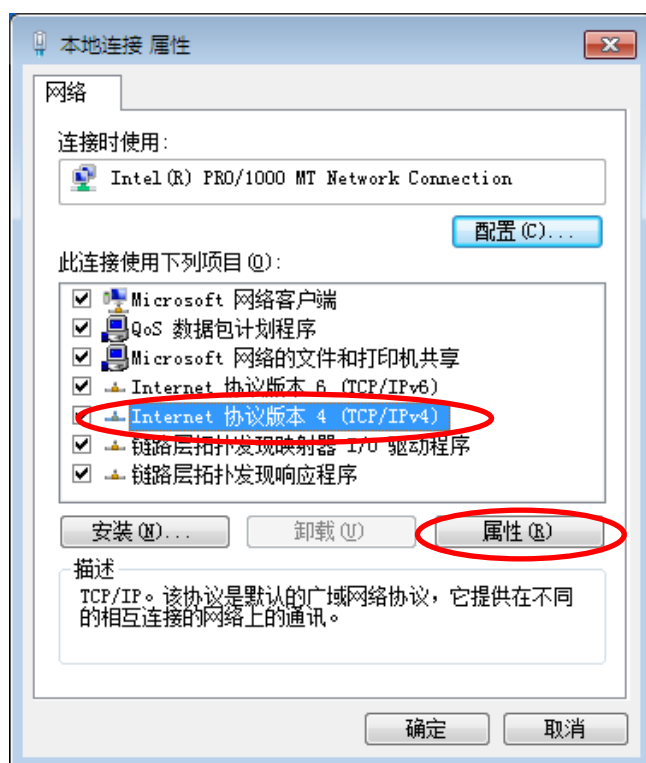 本地连接 属性
网络
连接时使用:
Intel(R) PRO/1000 MT Network Connection
配置(C)...
此连接使用下列项目(O):
Microsoft 网络客户端
QoS 数据包计划程序
Microsoft 网络的文件和打印机共享
Internet 协议版本 6 (TCP/IPv6)
Internet 协议版本 4 (TCP/IPv4)
链路层拓扑发现映射器 I/O 驱动程序
链路层拓扑发现响应程序
安装(N)...
卸载(U)
属性(R)
描述
TCP/IP。该协议是默认的广域网络协议，它提供在不同
的相互连接的网络上的通讯。
确定
取消